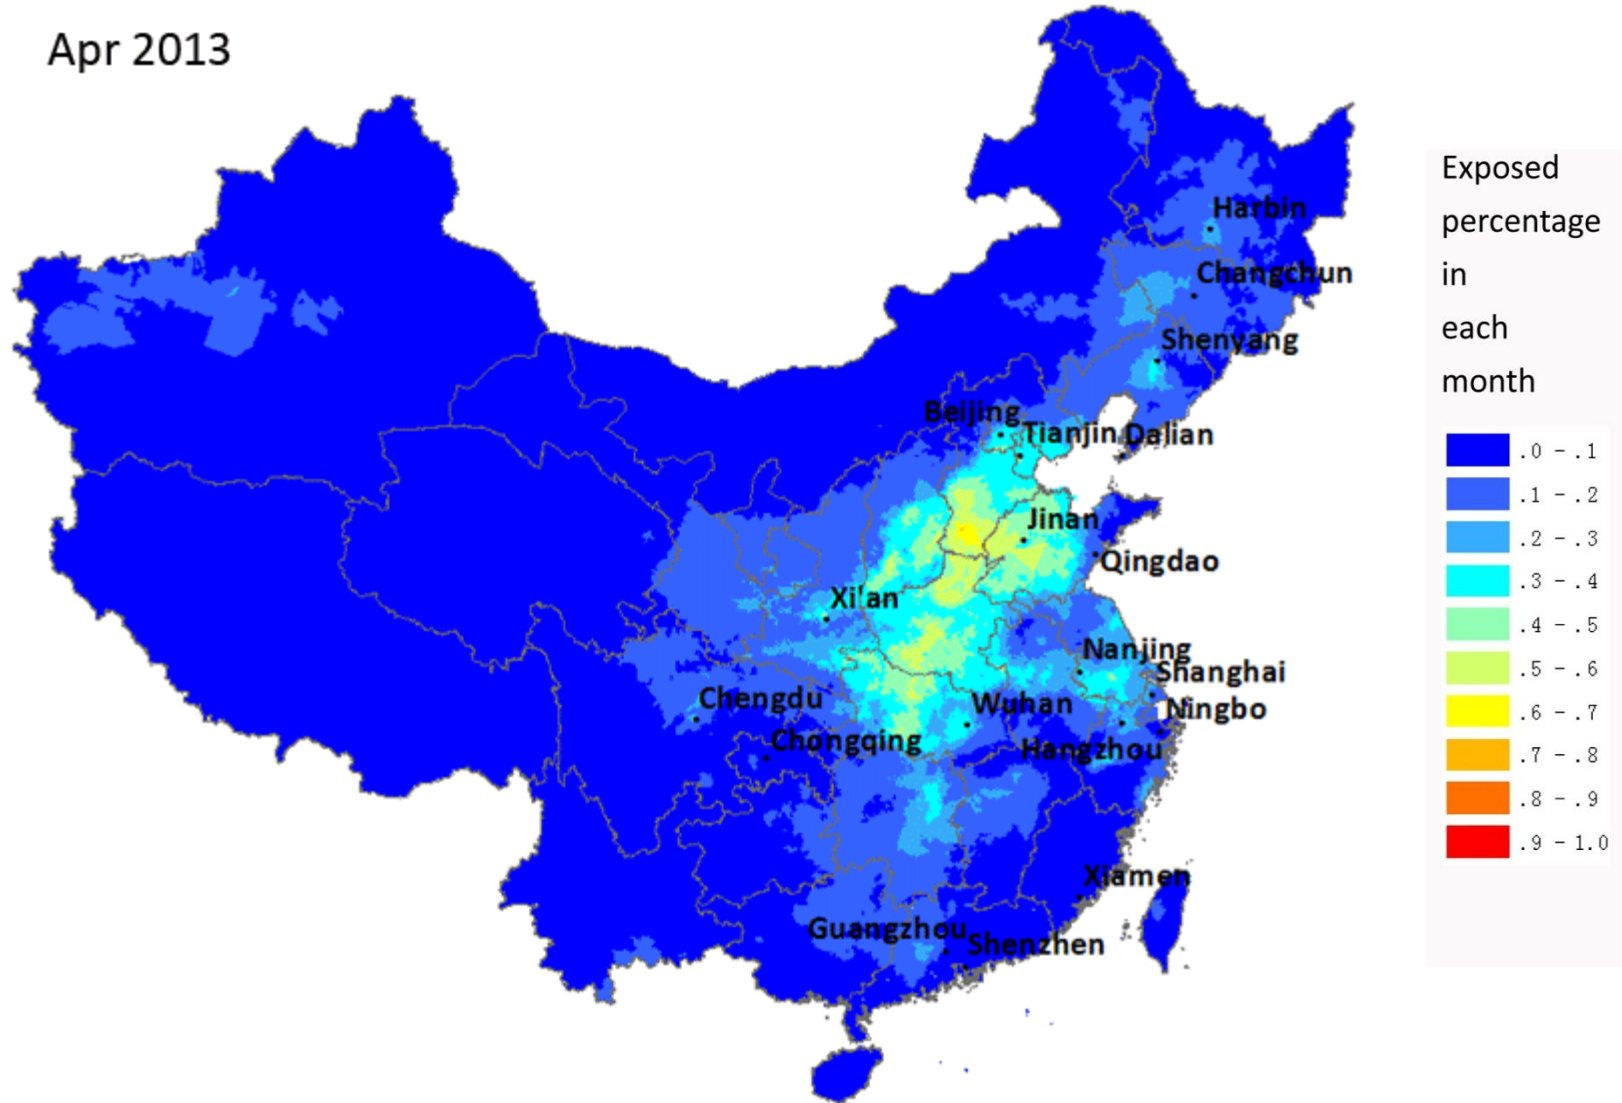 Apr 2013
Harbin
Changchun
Shenyang
Beijing
Tianjin
Dalian
Jinan
Qingdao
Xi'an
Nanjing
Shanghai
Chengdu
Wuhan
Ningbo
Chongqing
Hangzhou
Xiamen
Guangzhou
Shenzhen
Exposed
percentage
in
each
month
.0 - .1
.1 - .2
.2 - .3
.3 - .4
.4 - .5
.5 - .6
.6 - .7
.7 - .8
.8 - .9
.9 - 1.0